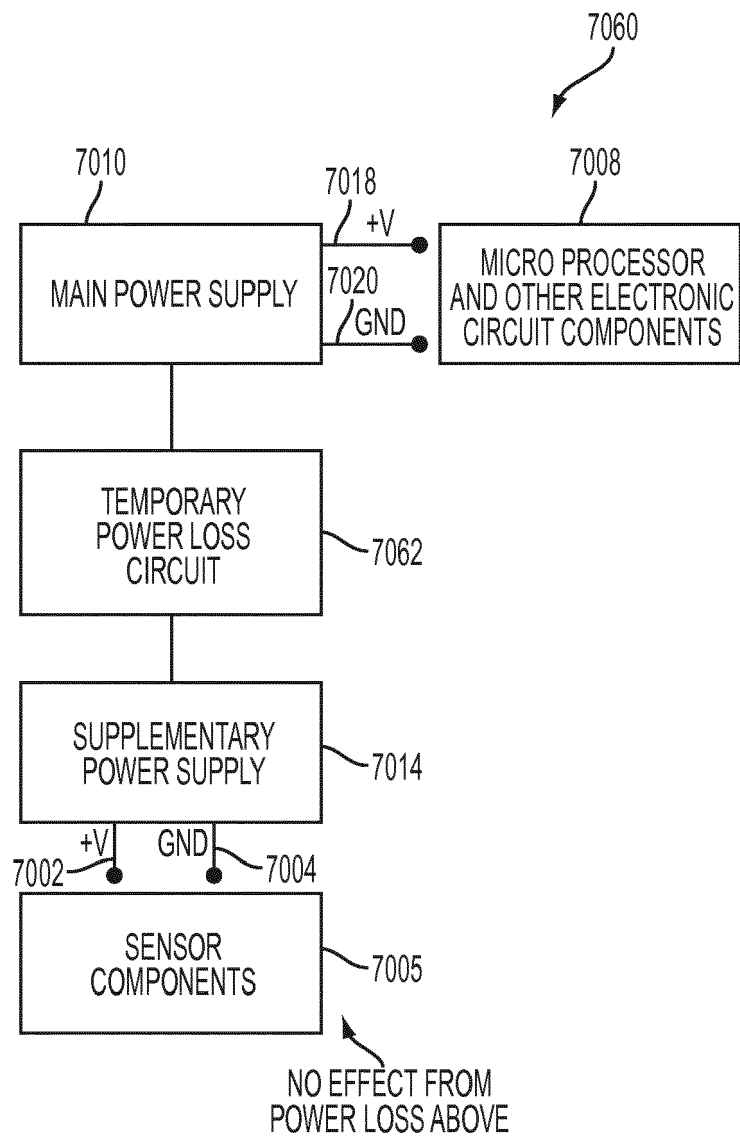 7060
7010
7018
+V
7008
MAIN POWER SUPPLY
7020
GND
MICRO PROCESSOR
AND OTHER ELECTRONIC
CIRCUIT COMPONENTS
TEMPORARY
POWER LOSS
CIRCUIT
7062
SUPPLEMENTARY
POWER SUPPLY
7014
+V
GND
7002
7004
SENSOR
COMPONENTS
7005
NO EFFECT FROM
POWER LOSS ABOVE